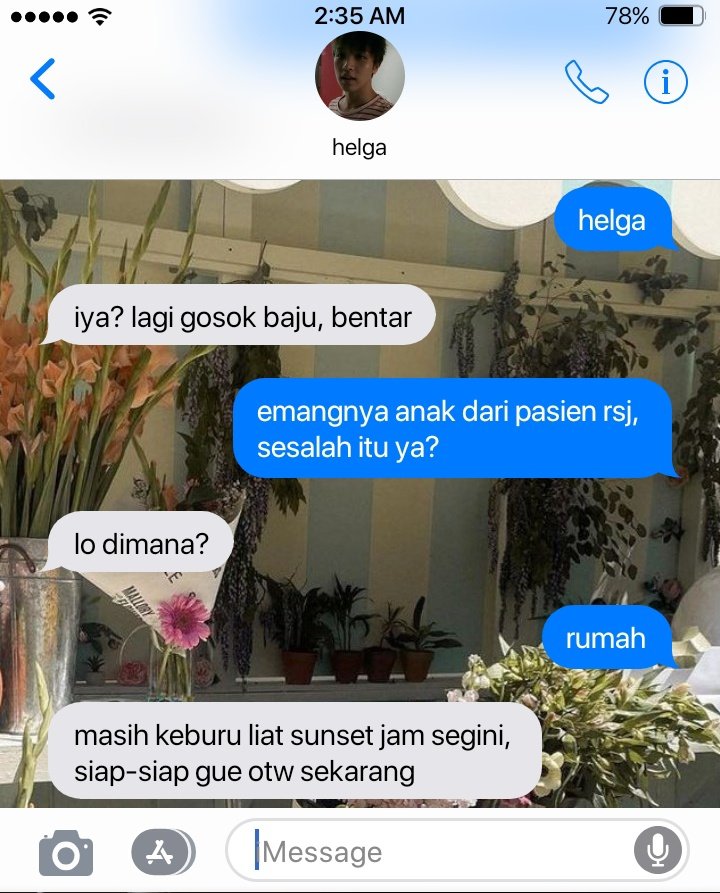 2:35 AM
78%
helga
helga
iya? lagi gosok baju, bentar
emangnya anak dari pasien rsj,
sesalah itu ya?
lo dimana?
MALLORY
rumah
masih keburu liat sunset jam segini,
siap-siap gue otw sekarang
Message